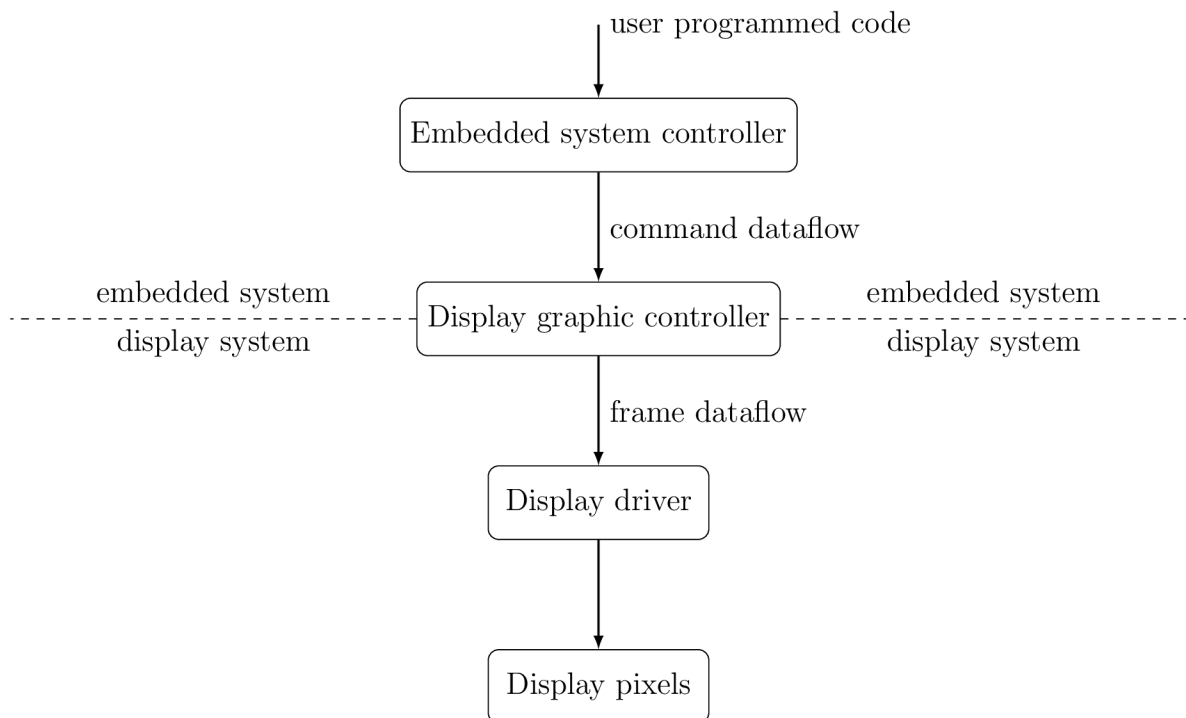 user programmed code
Embedded system controller
command dataflow
embedded system
embedded system
Display graphic controller
display system
display system
frame dataflow
Display driver
Display pixels